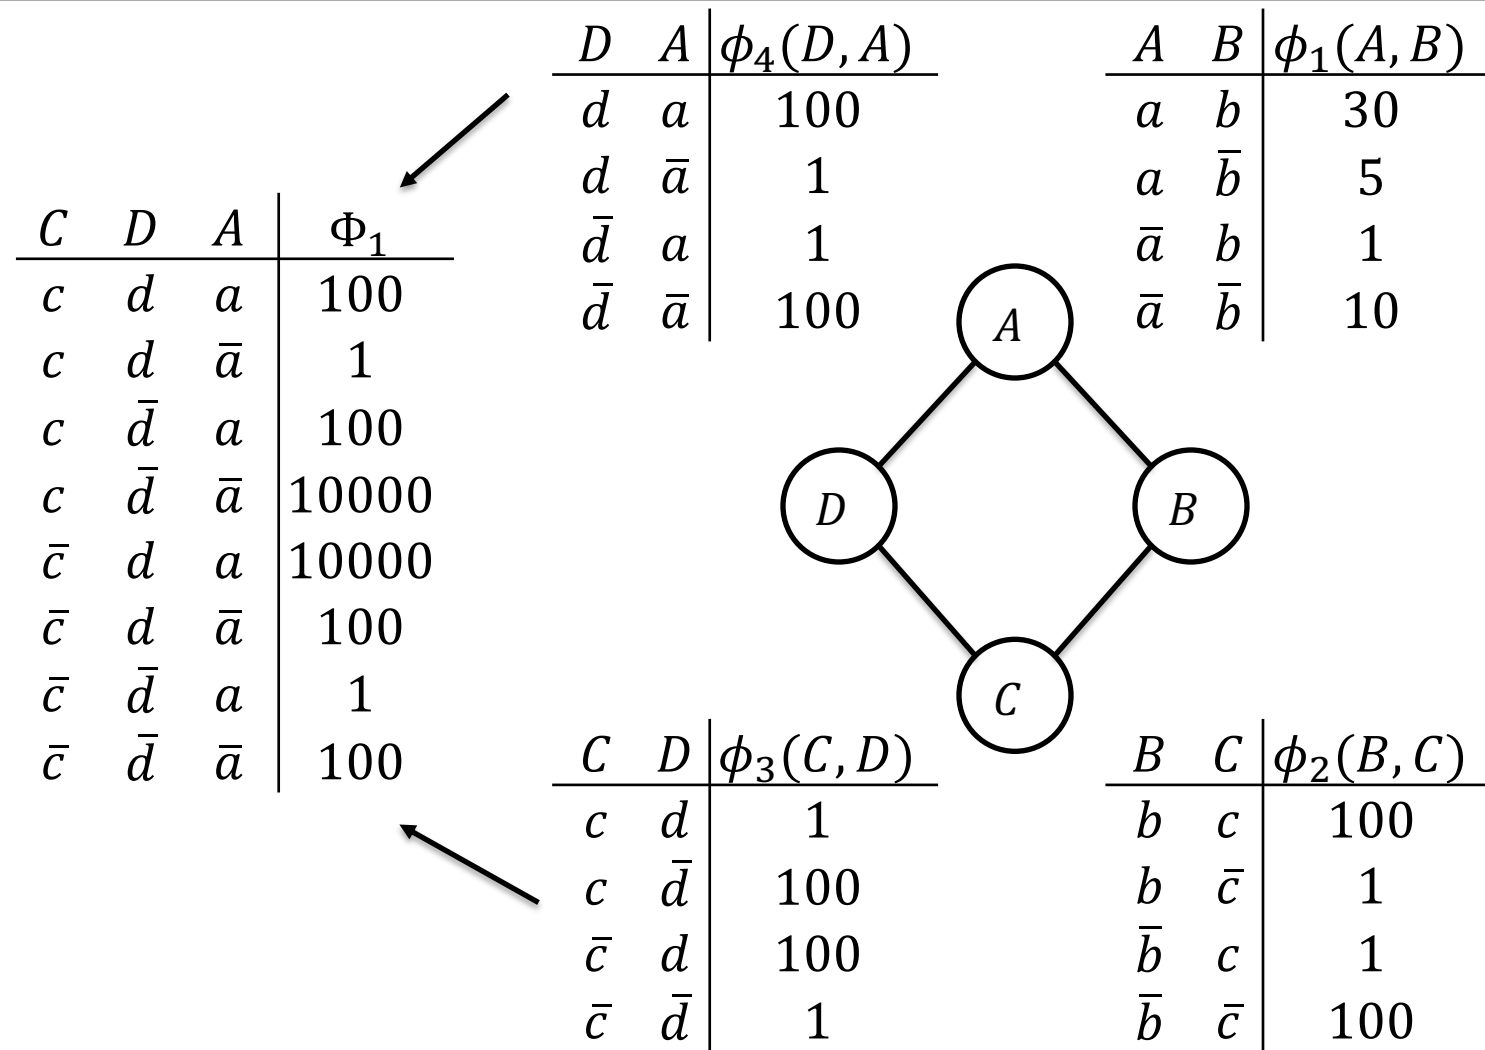 D A ϕ₄(D, A)
d a 100
d a̅ 1
d̅ a 1
d̅ a̅ 100
A B ϕ₁(A, B)
a b 30
a b̅ 5
a̅ b 1
a̅ b̅ 10
C D A Φ₁
c d a 100
c d a̅ 1
c d̅ a 100
c d̅ a̅ 10000
c̅ d a 10000
c̅ d a̅ 100
c̅ d̅ a 1
c̅ d̅ a̅ 100
A
D
B
C
C D ϕ₃(C, D)
c d 1
c d̅ 100
c̅ d 100
c̅ d̅ 1
B C ϕ₂(B, C)
b c 100
b c̅ 1
b̅ c 1
b̅ c̅ 100